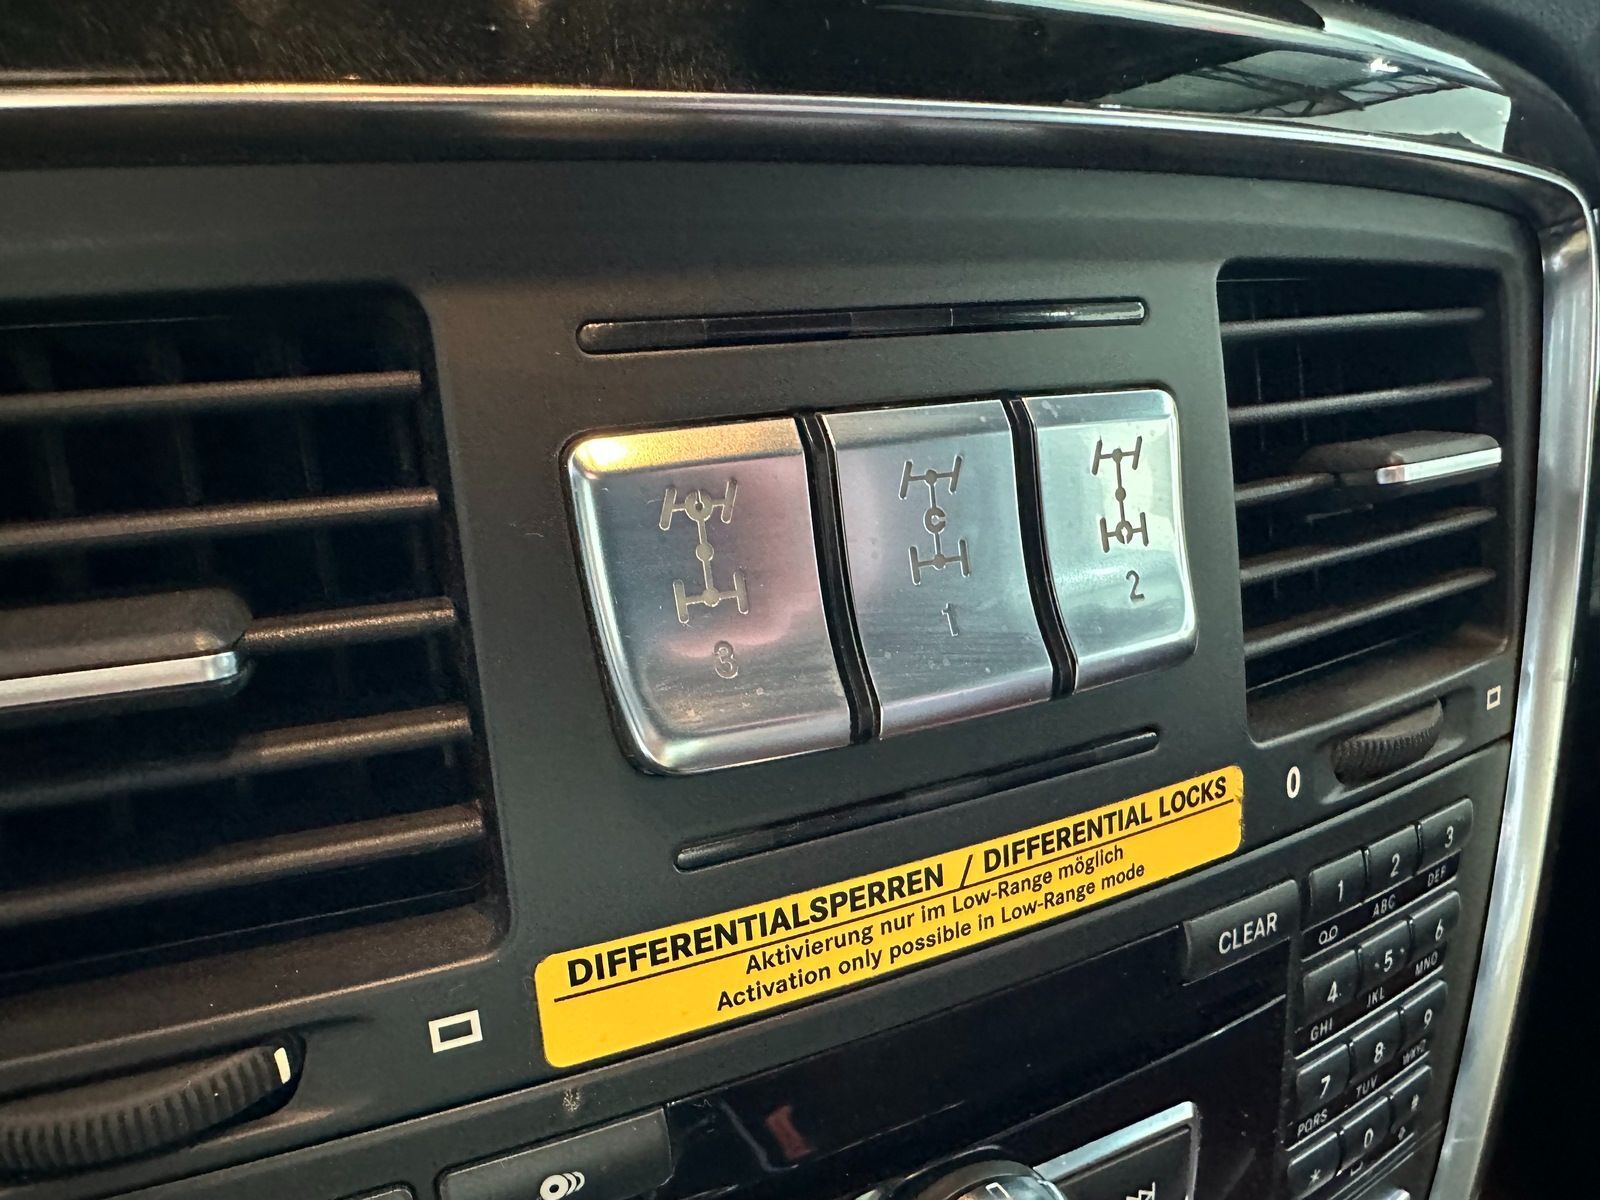 3
1
2
DIFFERENTIALSPERREN / DIFFERENTIAL LOCKS
Aktivierung nur im Low-Range möglich
Activation only possible in Low-Range mode
0
CLEAR
1 2 3
ABC DEF
4 5 6
GHI JKL MNO
7 8 9
PQRS TUV WXYZ
* 0 #